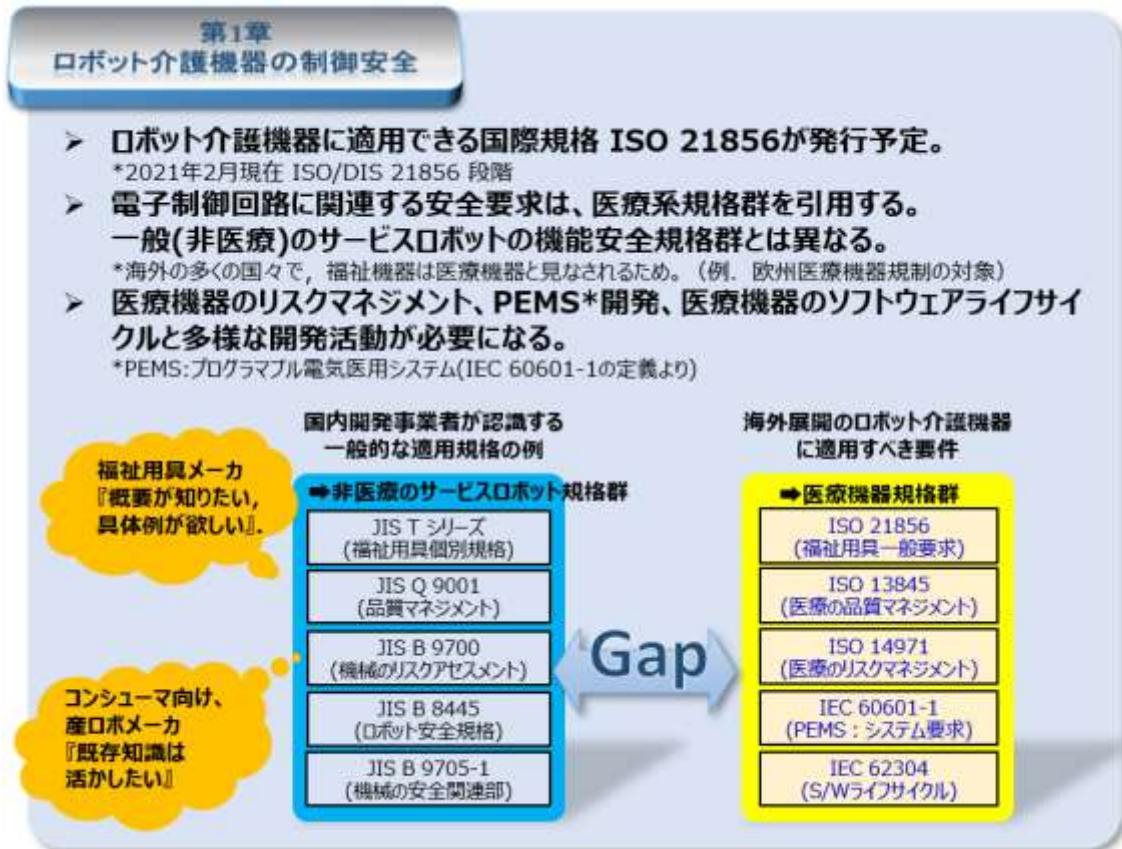 第1章
ロボット介護機器の制御安全
➢ ロボット介護機器に適用できる国際規格 ISO 21856が発行予定。
*2021年2月現在 ISO/DIS 21856 段階
➢ 電子制御回路に関連する安全要求は、医療系規格群を引用する。
一般(非医療)のサービスロボットの機能安全規格群とは異なる。
*海外の多くの国々で，福祉機器は医療機器と見なされるため。（例．欧州医療機器規制の対象）
➢ 医療機器のリスクマネジメント、PEMS*開発、医療機器のソフトウェアライフサイ
クルと多様な開発活動が必要になる。
*PEMS:プログラマブル電気医用システム(IEC 60601-1の定義より)
国内開発事業者が認識する
一般的な適用規格の例
福祉用具メーカ
『概要が知りたい,
具体例が欲しい』.
➡非医療のサービスロボット規格群
JIS T シリーズ
(福祉用具個別規格)
JIS Q 9001
(品質マネジメント)
JIS B 9700
(機械のリスクアセスメント)
JIS B 8445
(ロボット安全規格)
JIS B 9705-1
(機械の安全関連部)
コンシューマ向け、
産ロボメーカ
『既存知識は
活かしたい』
Gap
海外展開のロボット介護機器
に適用すべき要件
➡医療機器規格群
ISO 21856
(福祉用具一般要求)
ISO 13845
(医療の品質マネジメント)
ISO 14971
(医療のリスクマネジメント)
IEC 60601-1
(PEMS：システム要求)
IEC 62304
(S/Wライフサイクル)